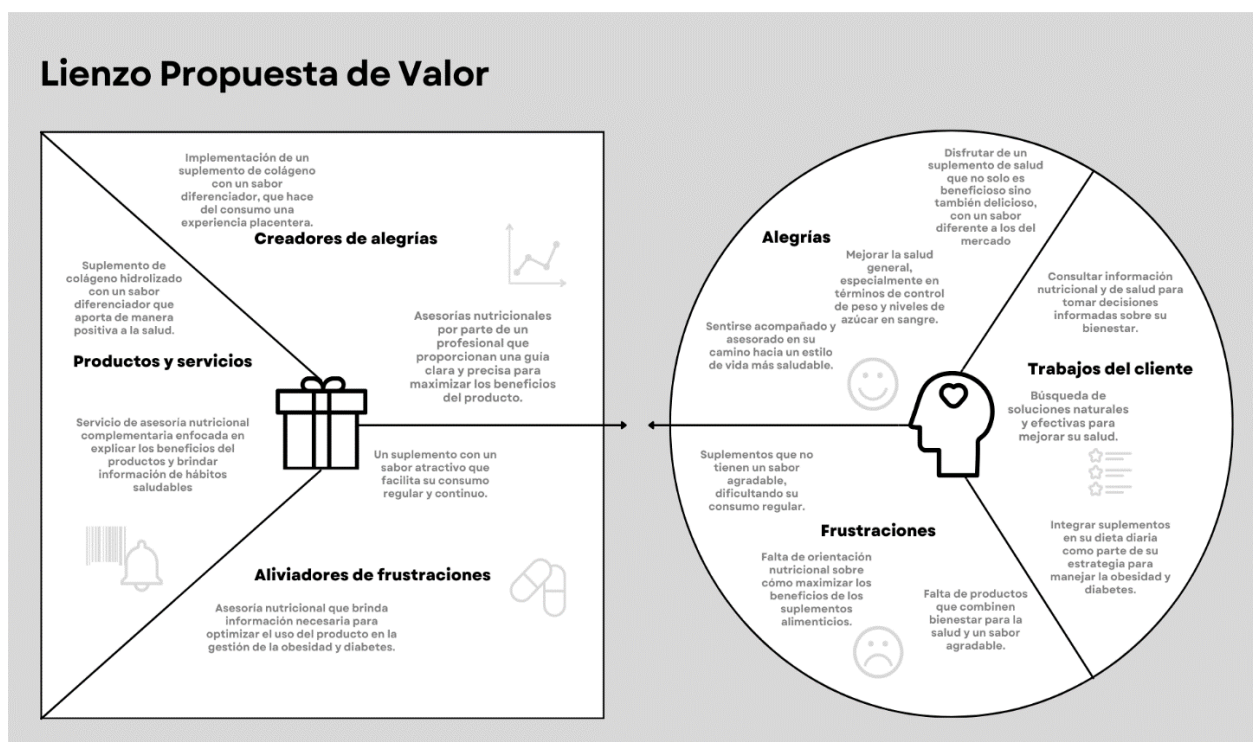 Lienzo Propuesta de Valor
Implementación de un
suplemento de colágeno
con un sabor
diferenciador, que hace
del consumo una
experiencia placentera.
Creadores de alegrías
Suplemento de
colágeno hidrolizado
con un sabor
diferenciador que
aporta de manera
positiva a la salud.
Asesorías nutricionales
por parte de un
profesional que
proporcionan una guía
clara y precisa para
maximizar los beneficios
del producto.
Productos y servicios
Servicio de asesoría nutricional
complementaria enfocada en
explicar los beneficios del
productos y brindar
información de hábitos
saludables
Un suplemento con un
sabor atractivo que
facilita su consumo
regular y continuo.
Aliviadores de frustraciones
Asesoría nutricional que brinda
información necesaria para
optimizar el uso del producto en la
gestión de la obesidad y diabetes.
Disfrutar de un
suplemento de salud
que no solo es
beneficioso sino
también delicioso,
con un sabor
diferente a los del
mercado
Alegrías
Mejorar la salud
general,
especialmente en
términos de control
de peso y niveles de
azúcar en sangre.
Sentirse acompañado y
asesorado en su
camino hacia un estilo
de vida más saludable.
Consultar información
nutricional y de salud para
tomar decisiones
informadas sobre su
bienestar.
Trabajos del cliente
Búsqueda de
soluciones naturales
y efectivas para
mejorar su salud.
Integrar suplementos
en su dieta diaria
como parte de su
estrategia para
manejar la obesidad y
diabetes.
Suplementos que no
tienen un sabor
agradable,
dificultando su
consumo regular.
Frustraciones
Falta de orientación
nutricional sobre
cómo maximizar los
beneficios de los
suplementos
alimenticios.
Falta de productos
que combinen
bienestar para la
salud y un sabor
agradable.